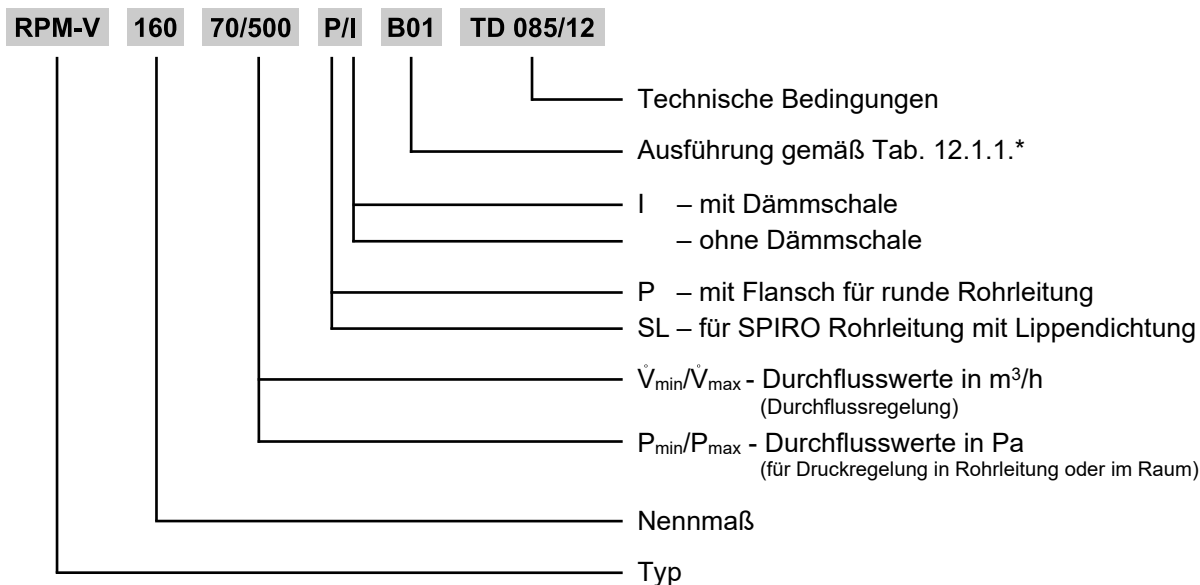 RPM-V 160 70/500 P/I B01 TD 085/12
Technische Bedingungen
Ausführung gemäß Tab. 12.1.1.*
I – mit Dämmschale
– ohne Dämmschale
P – mit Flansch für runde Rohrleitung
SL – für SPIRO Rohrleitung mit Lippendichtung
V̊min/V̊max - Durchflusswerte in m³/h
(Durchflussregelung)
Pmin/Pmax - Durchflusswerte in Pa
(für Druckregelung in Rohrleitung oder im Raum)
Nennmaß
Typ